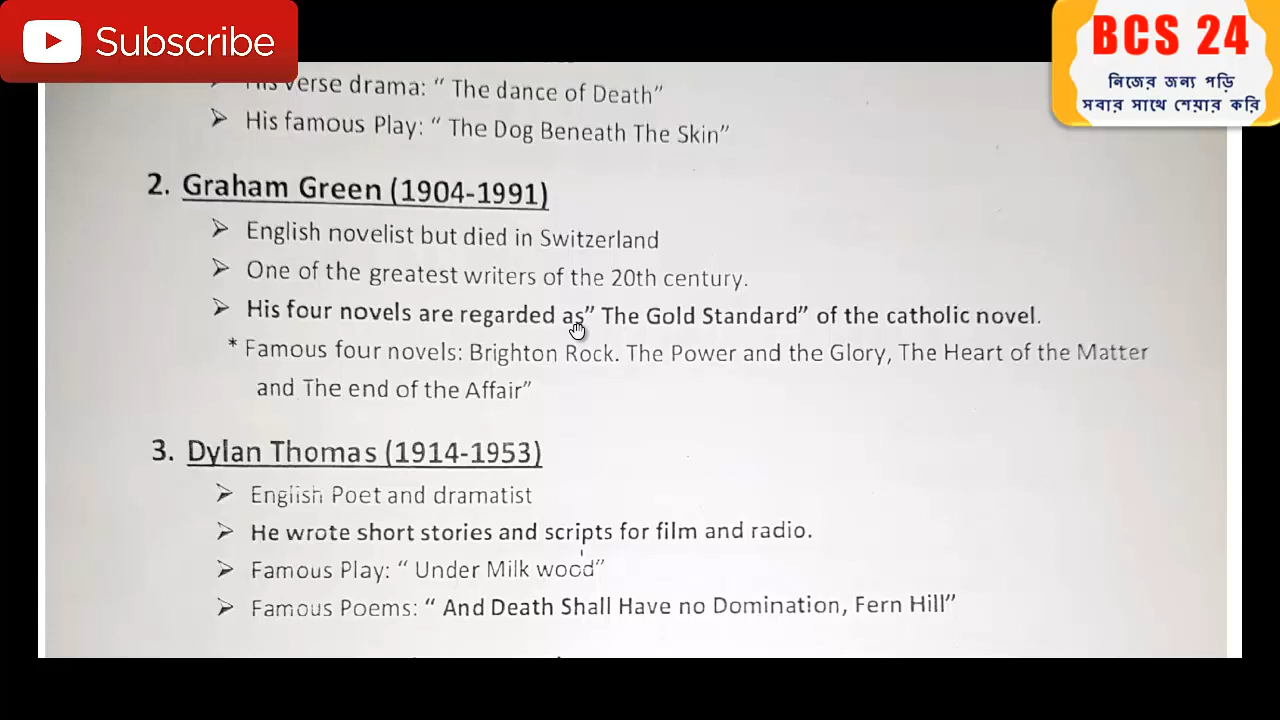 Subscribe
BCS 24
নিজের জন্য পড়ি
সবার সাথে শেয়ার করি
His verse drama: “ The dance of Death”
His famous Play: “ The Dog Beneath The Skin”
2. Graham Green (1904-1991)
English novelist but died in Switzerland
One of the greatest writers of the 20th century.
His four novels are regarded as” The Gold Standard” of the catholic novel.
* Famous four novels: Brighton Rock. The Power and the Glory, The Heart of the Matter
and The end of the Affair”
3. Dylan Thomas (1914-1953)
English Poet and dramatist
He wrote short stories and scripts for film and radio.
Famous Play: “ Under Milk wood”
Famous Poems: “ And Death Shall Have no Domination, Fern Hill”